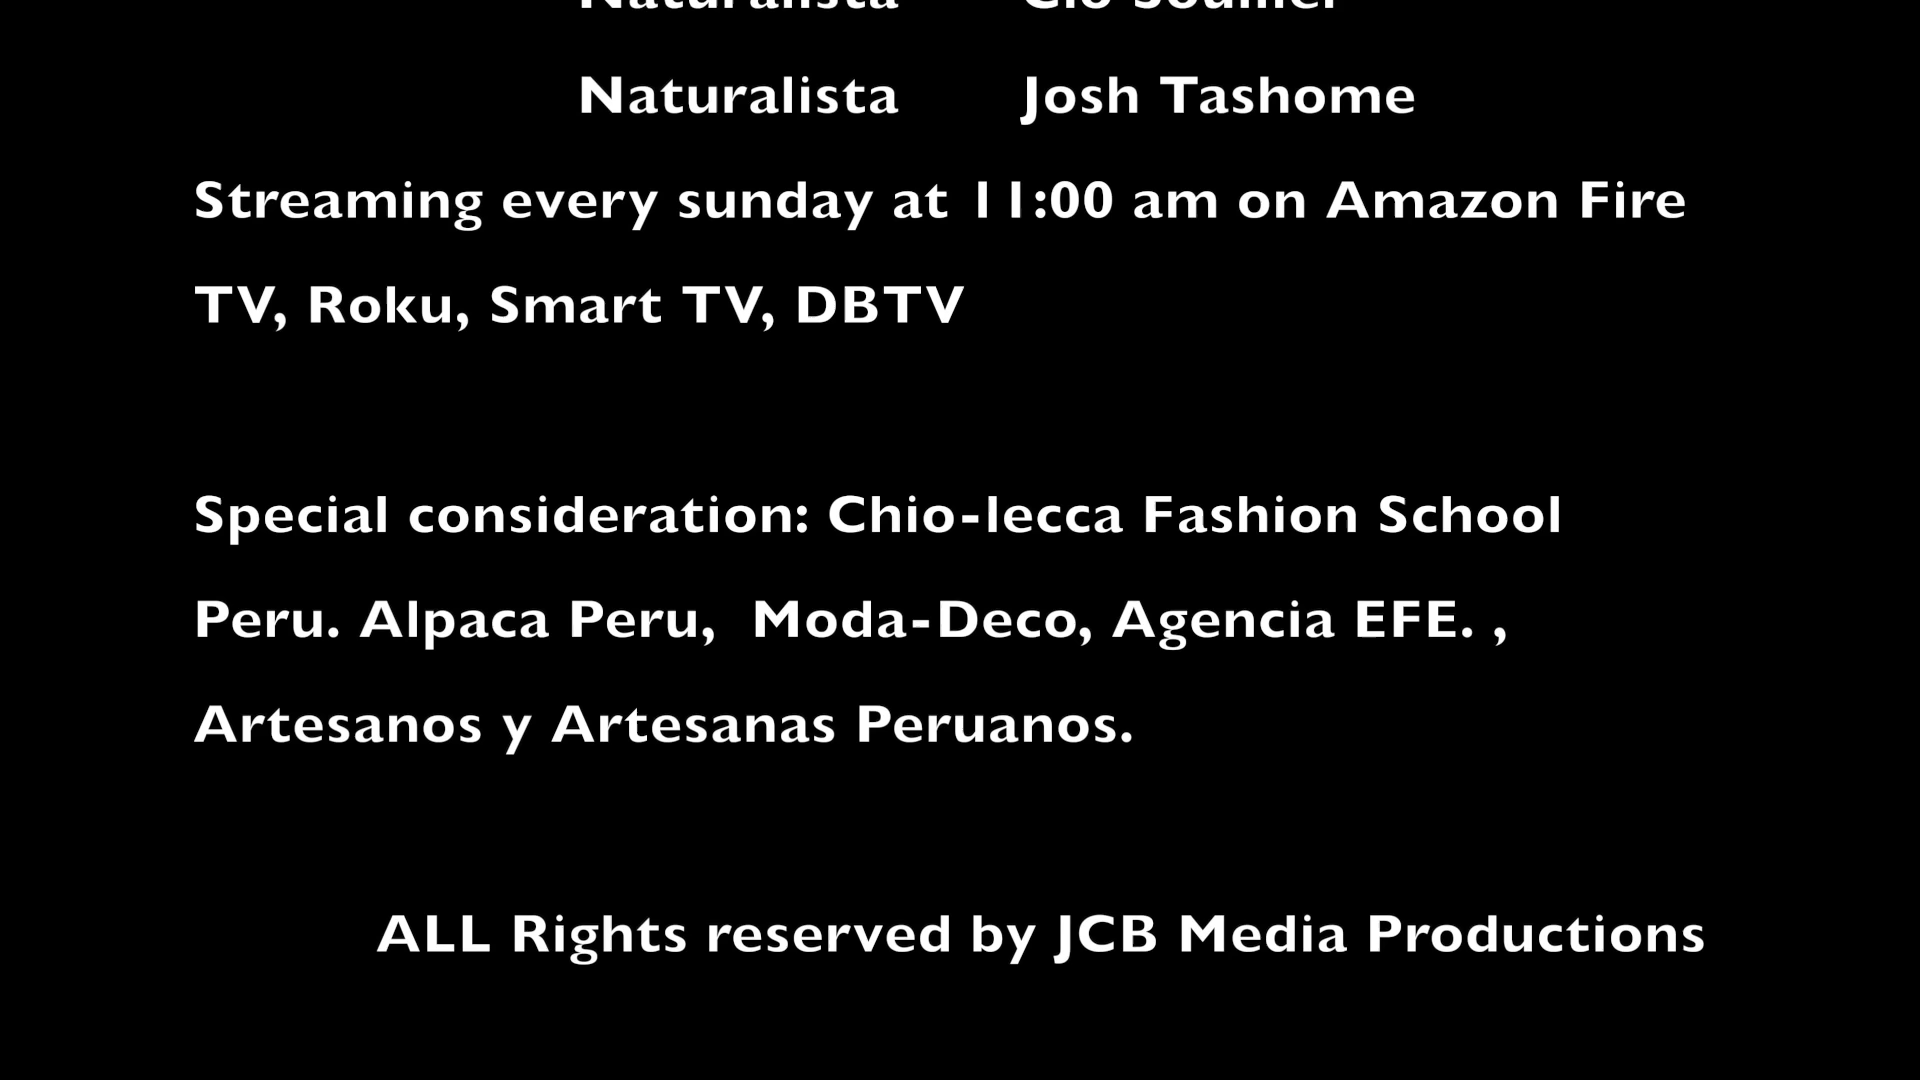 Naturalista
Naturalista Josh Tashome
Streaming every sunday at 11:00 am on Amazon Fire
TV, Roku, Smart TV, DBTV
Special consideration: Chio-lecca Fashion School
Peru. Alpaca Peru,  Moda-Deco, Agencia EFE. ,
Artesanos y Artesanas Peruanos.
ALL Rights reserved by JCB Media Productions